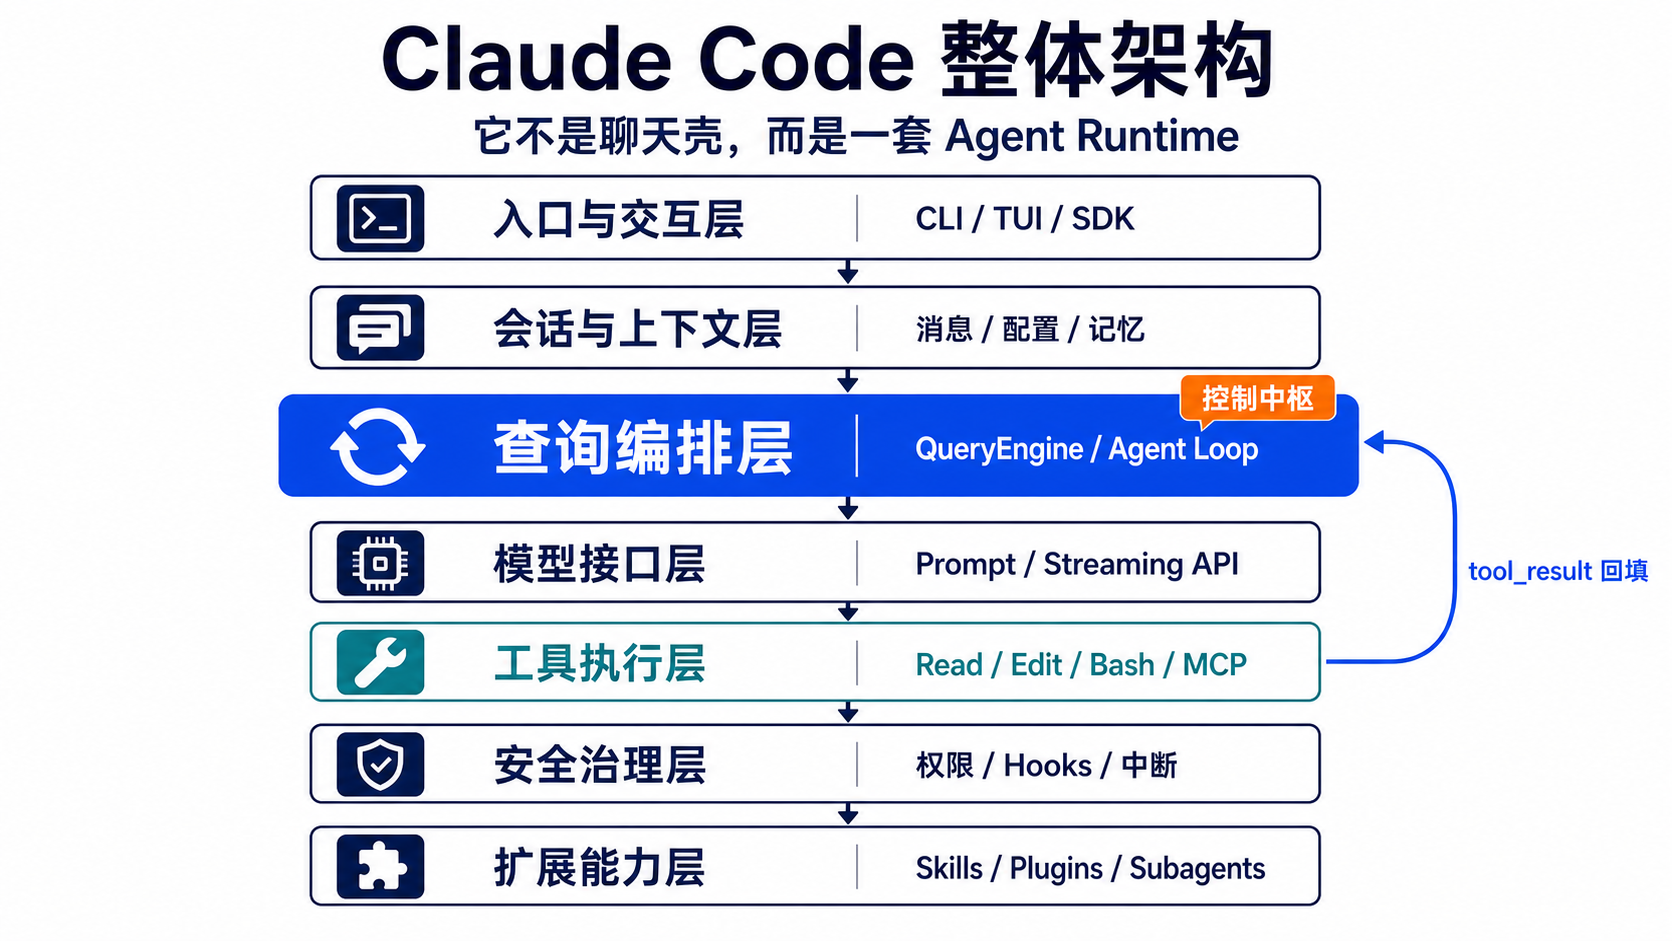 Claude Code 整体架构
它不是聊天壳，而是一套 Agent Runtime
入口与交互层
CLI / TUI / SDK
会话与上下文层
消息 / 配置 / 记忆
控制中枢
查询编排层
QueryEngine / Agent Loop
模型接口层
Prompt / Streaming API
tool_result 回填
工具执行层
Read / Edit / Bash / MCP
安全治理层
权限 / Hooks / 中断
扩展能力层
Skills / Plugins / Subagents